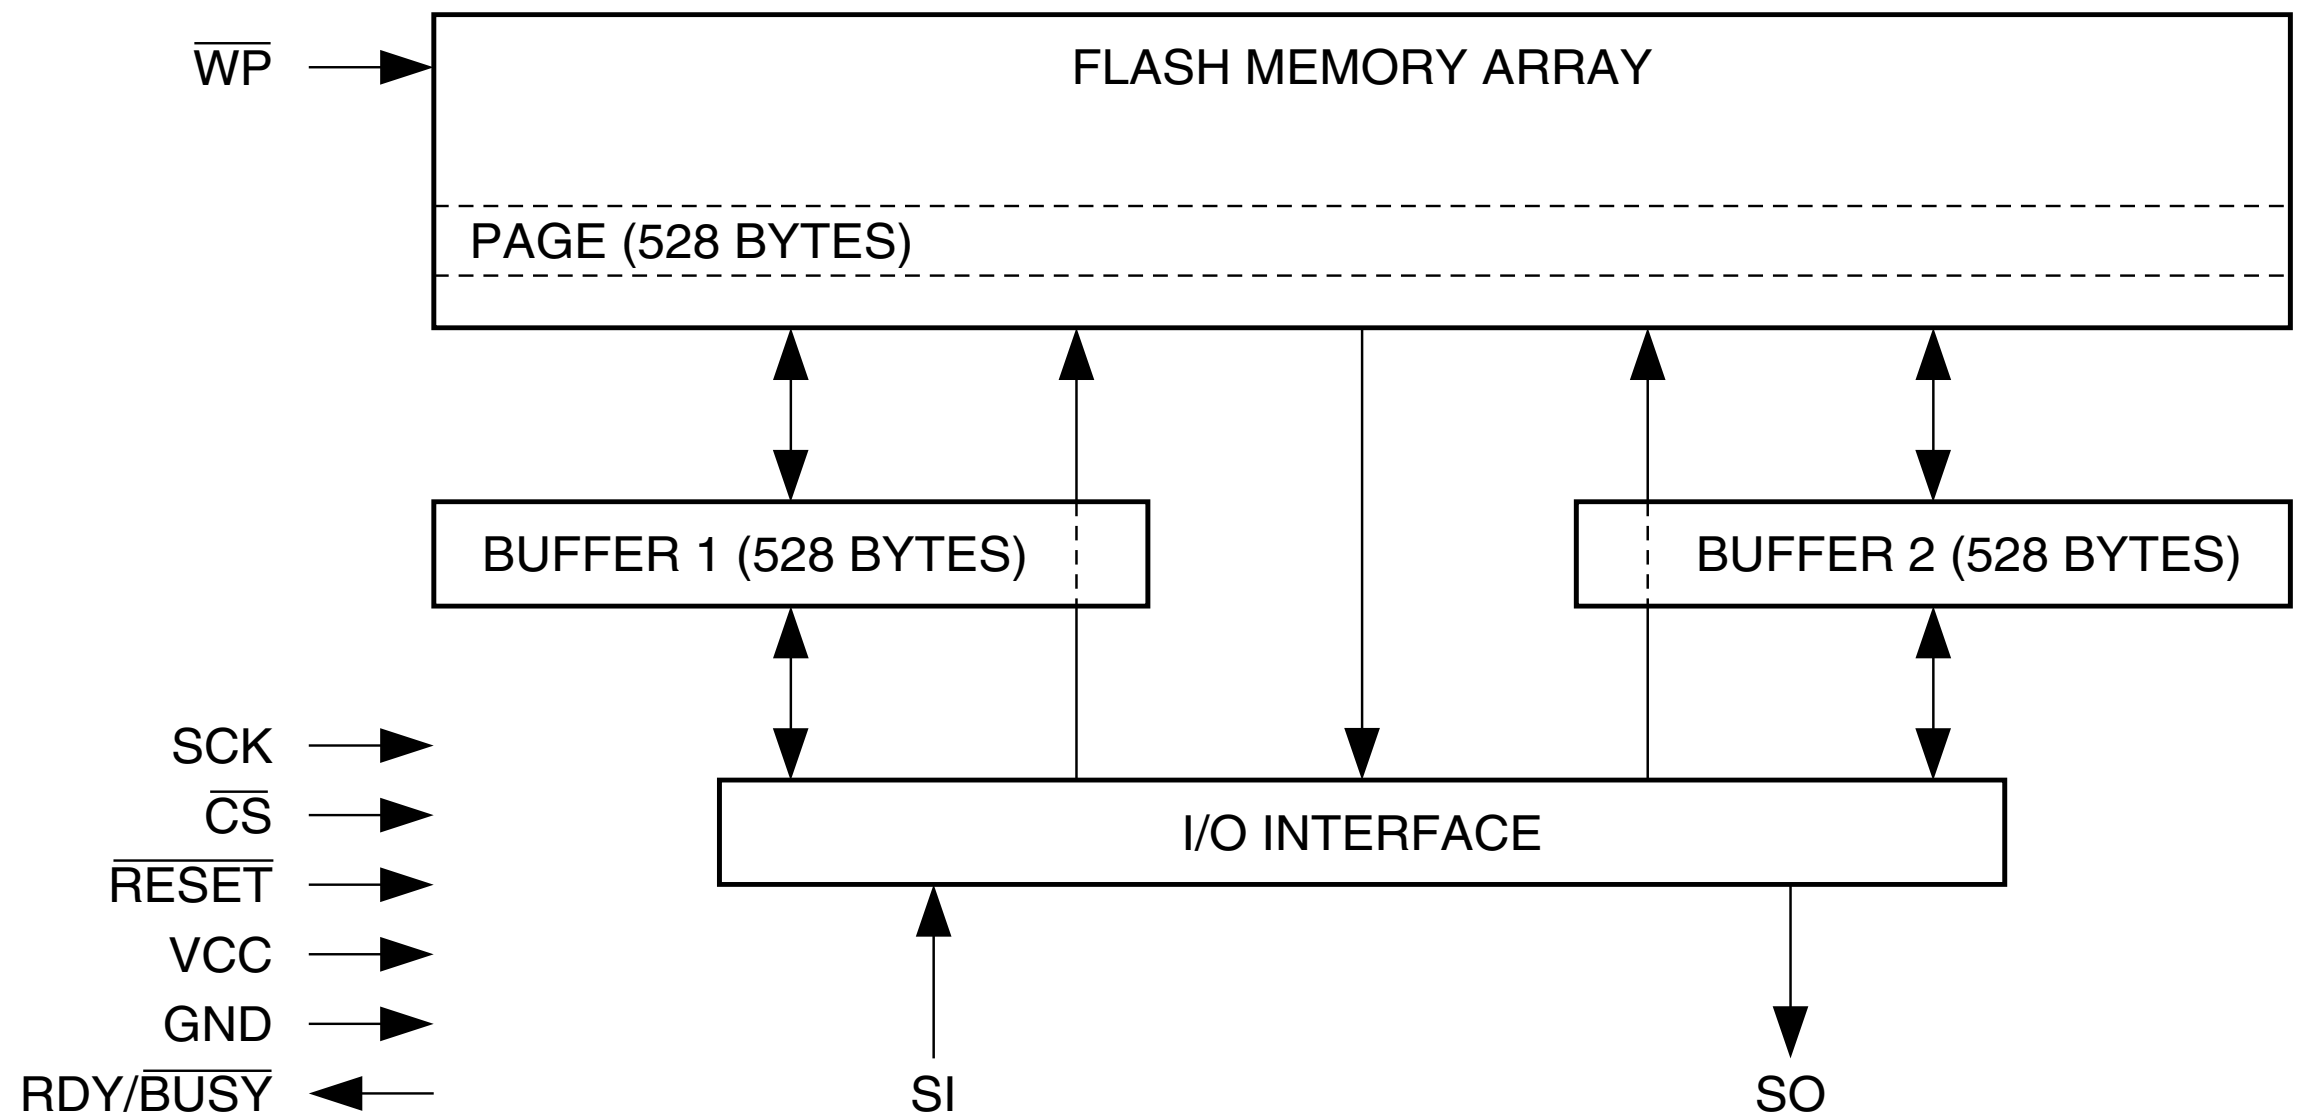 WP
FLASH MEMORY ARRAY
PAGE (528 BYTES)
BUFFER 1 (528 BYTES)
BUFFER 2 (528 BYTES)
SCK
CS
I/O INTERFACE
RESET
VCC
GND
RDY/BUSY
SI
SO